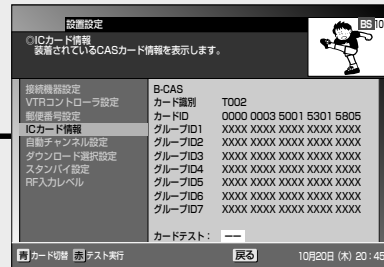 設置設定
BS 10
◎ICカード情報
装着されているCASカード情報を表示します。
接続機器設定
VTRコントローラ設定
郵便番号設定
ICカード情報
自動チャンネル設定
ダウンロード選択設定
スタンバイ設定
RF入力レベル
B-CAS
カード識別 T002
カードID 0000 0003 5001 5301 5805
グループID1 XXXX XXXX XXXX XXXX XXXX
グループID2 XXXX XXXX XXXX XXXX XXXX
グループID3 XXXX XXXX XXXX XXXX XXXX
グループID4 XXXX XXXX XXXX XXXX XXXX
グループID5 XXXX XXXX XXXX XXXX XXXX
グループID6 XXXX XXXX XXXX XXXX XXXX
グループID7 XXXX XXXX XXXX XXXX XXXX
カードテスト： －－
青 カード切替 赤 テスト実行 戻る 10月20日 (木) 20：45